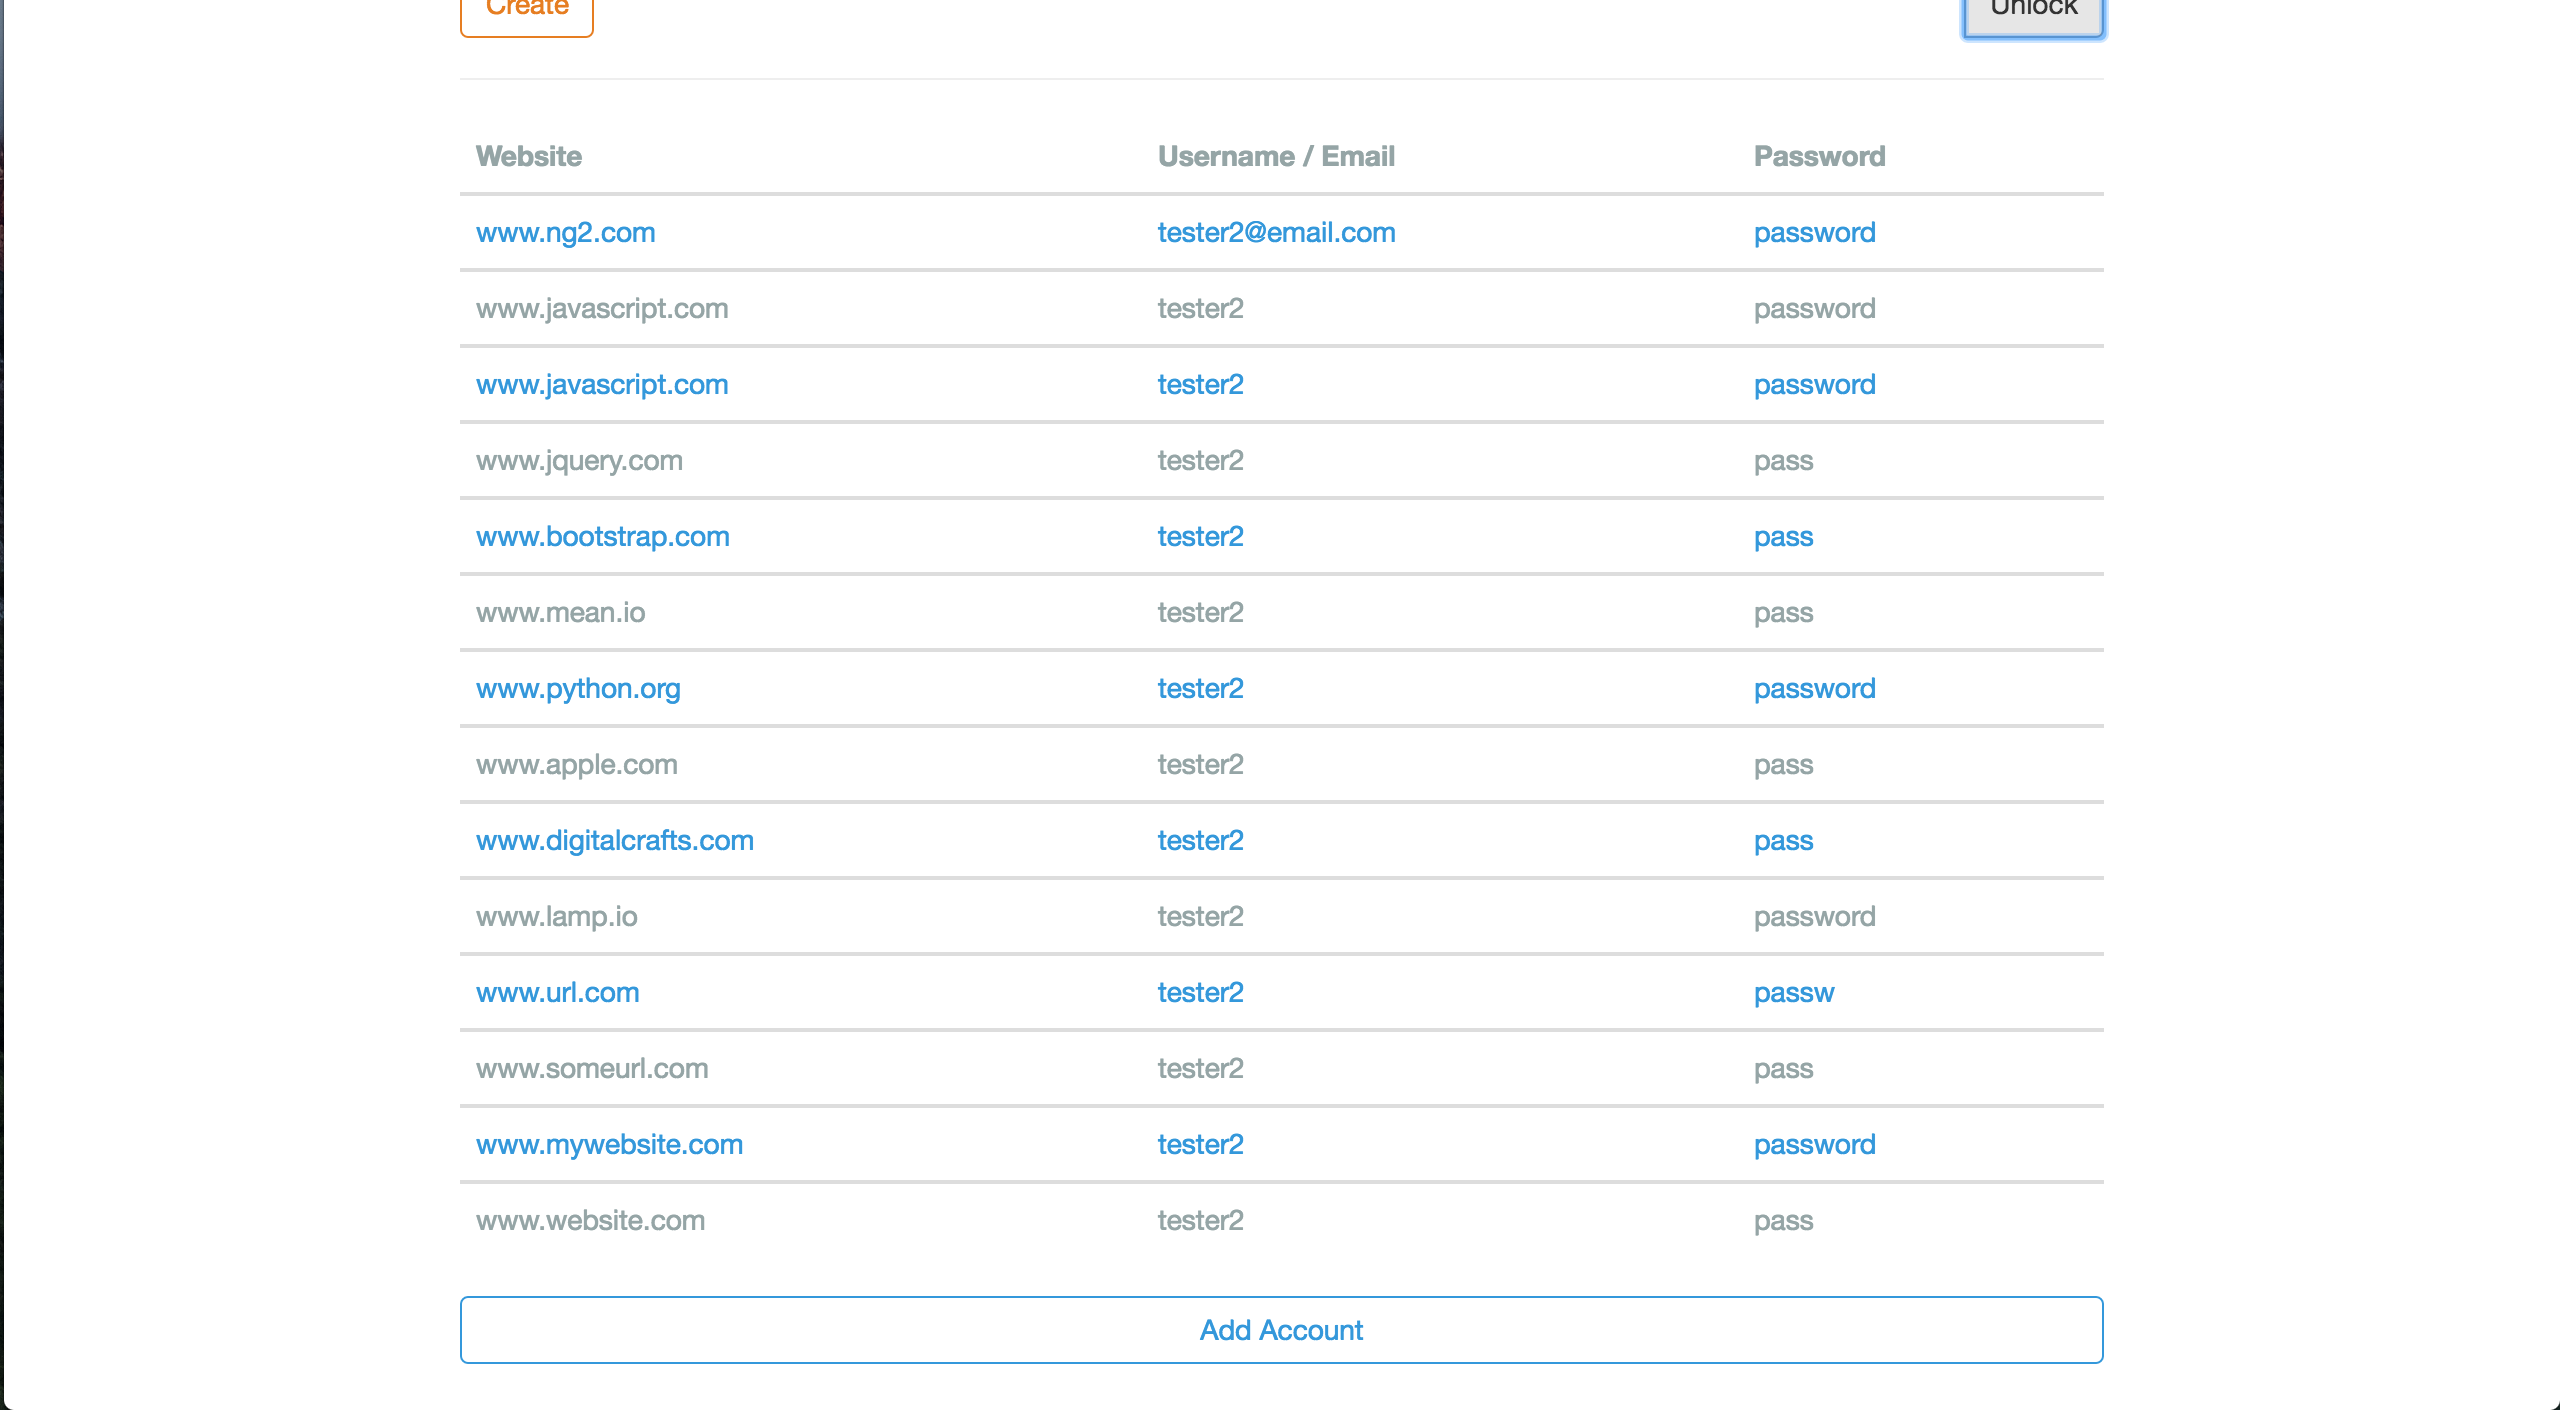 Create Unlock
Website Username / Email Password
www.ng2.com tester2@email.com password
www.javascript.com tester2 password
www.javascript.com tester2 password
www.jquery.com tester2 pass
www.bootstrap.com tester2 pass
www.mean.io tester2 pass
www.python.org tester2 password
www.apple.com tester2 pass
www.digitalcrafts.com tester2 pass
www.lamp.io tester2 password
www.url.com tester2 passw
www.someurl.com tester2 pass
www.mywebsite.com tester2 password
www.website.com tester2 pass
Add Account